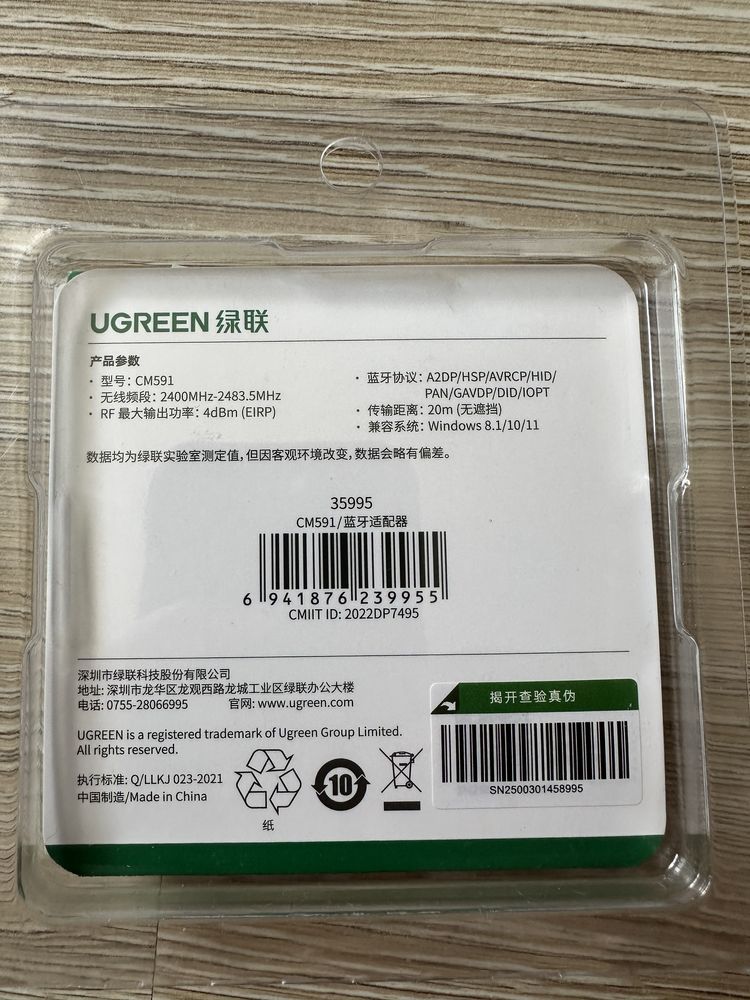 UGREEN 绿联
产品参数
· 型号: CM591
· 无线频段: 2400MHz-2483.5MHz
· RF 最大输出功率: 4dBm (EIRP)
· 蓝牙协议: A2DP/HSP/AVRCP/HID/
PAN/GAVDP/DID/IOPT
· 传输距离: 20m (无遮挡)
· 兼容系统: Windows 8.1/10/11
数据均为绿联实验室测定值, 但因客观环境改变, 数据会略有偏差。
35995
CM591/蓝牙适配器
6 941876 239955
CMIIT ID: 2022DP7495
深圳市绿联科技股份有限公司
地址: 深圳市龙华区龙观西路龙城工业区绿联办公大楼
电话: 0755-28066995 官网: www.ugreen.com
UGREEN is a registered trademark of Ugreen Group Limited.
All rights reserved.
执行标准: Q/LLKJ 023-2021
中国制造/Made in China
纸
10
揭开查验真伪
SN2500301458995